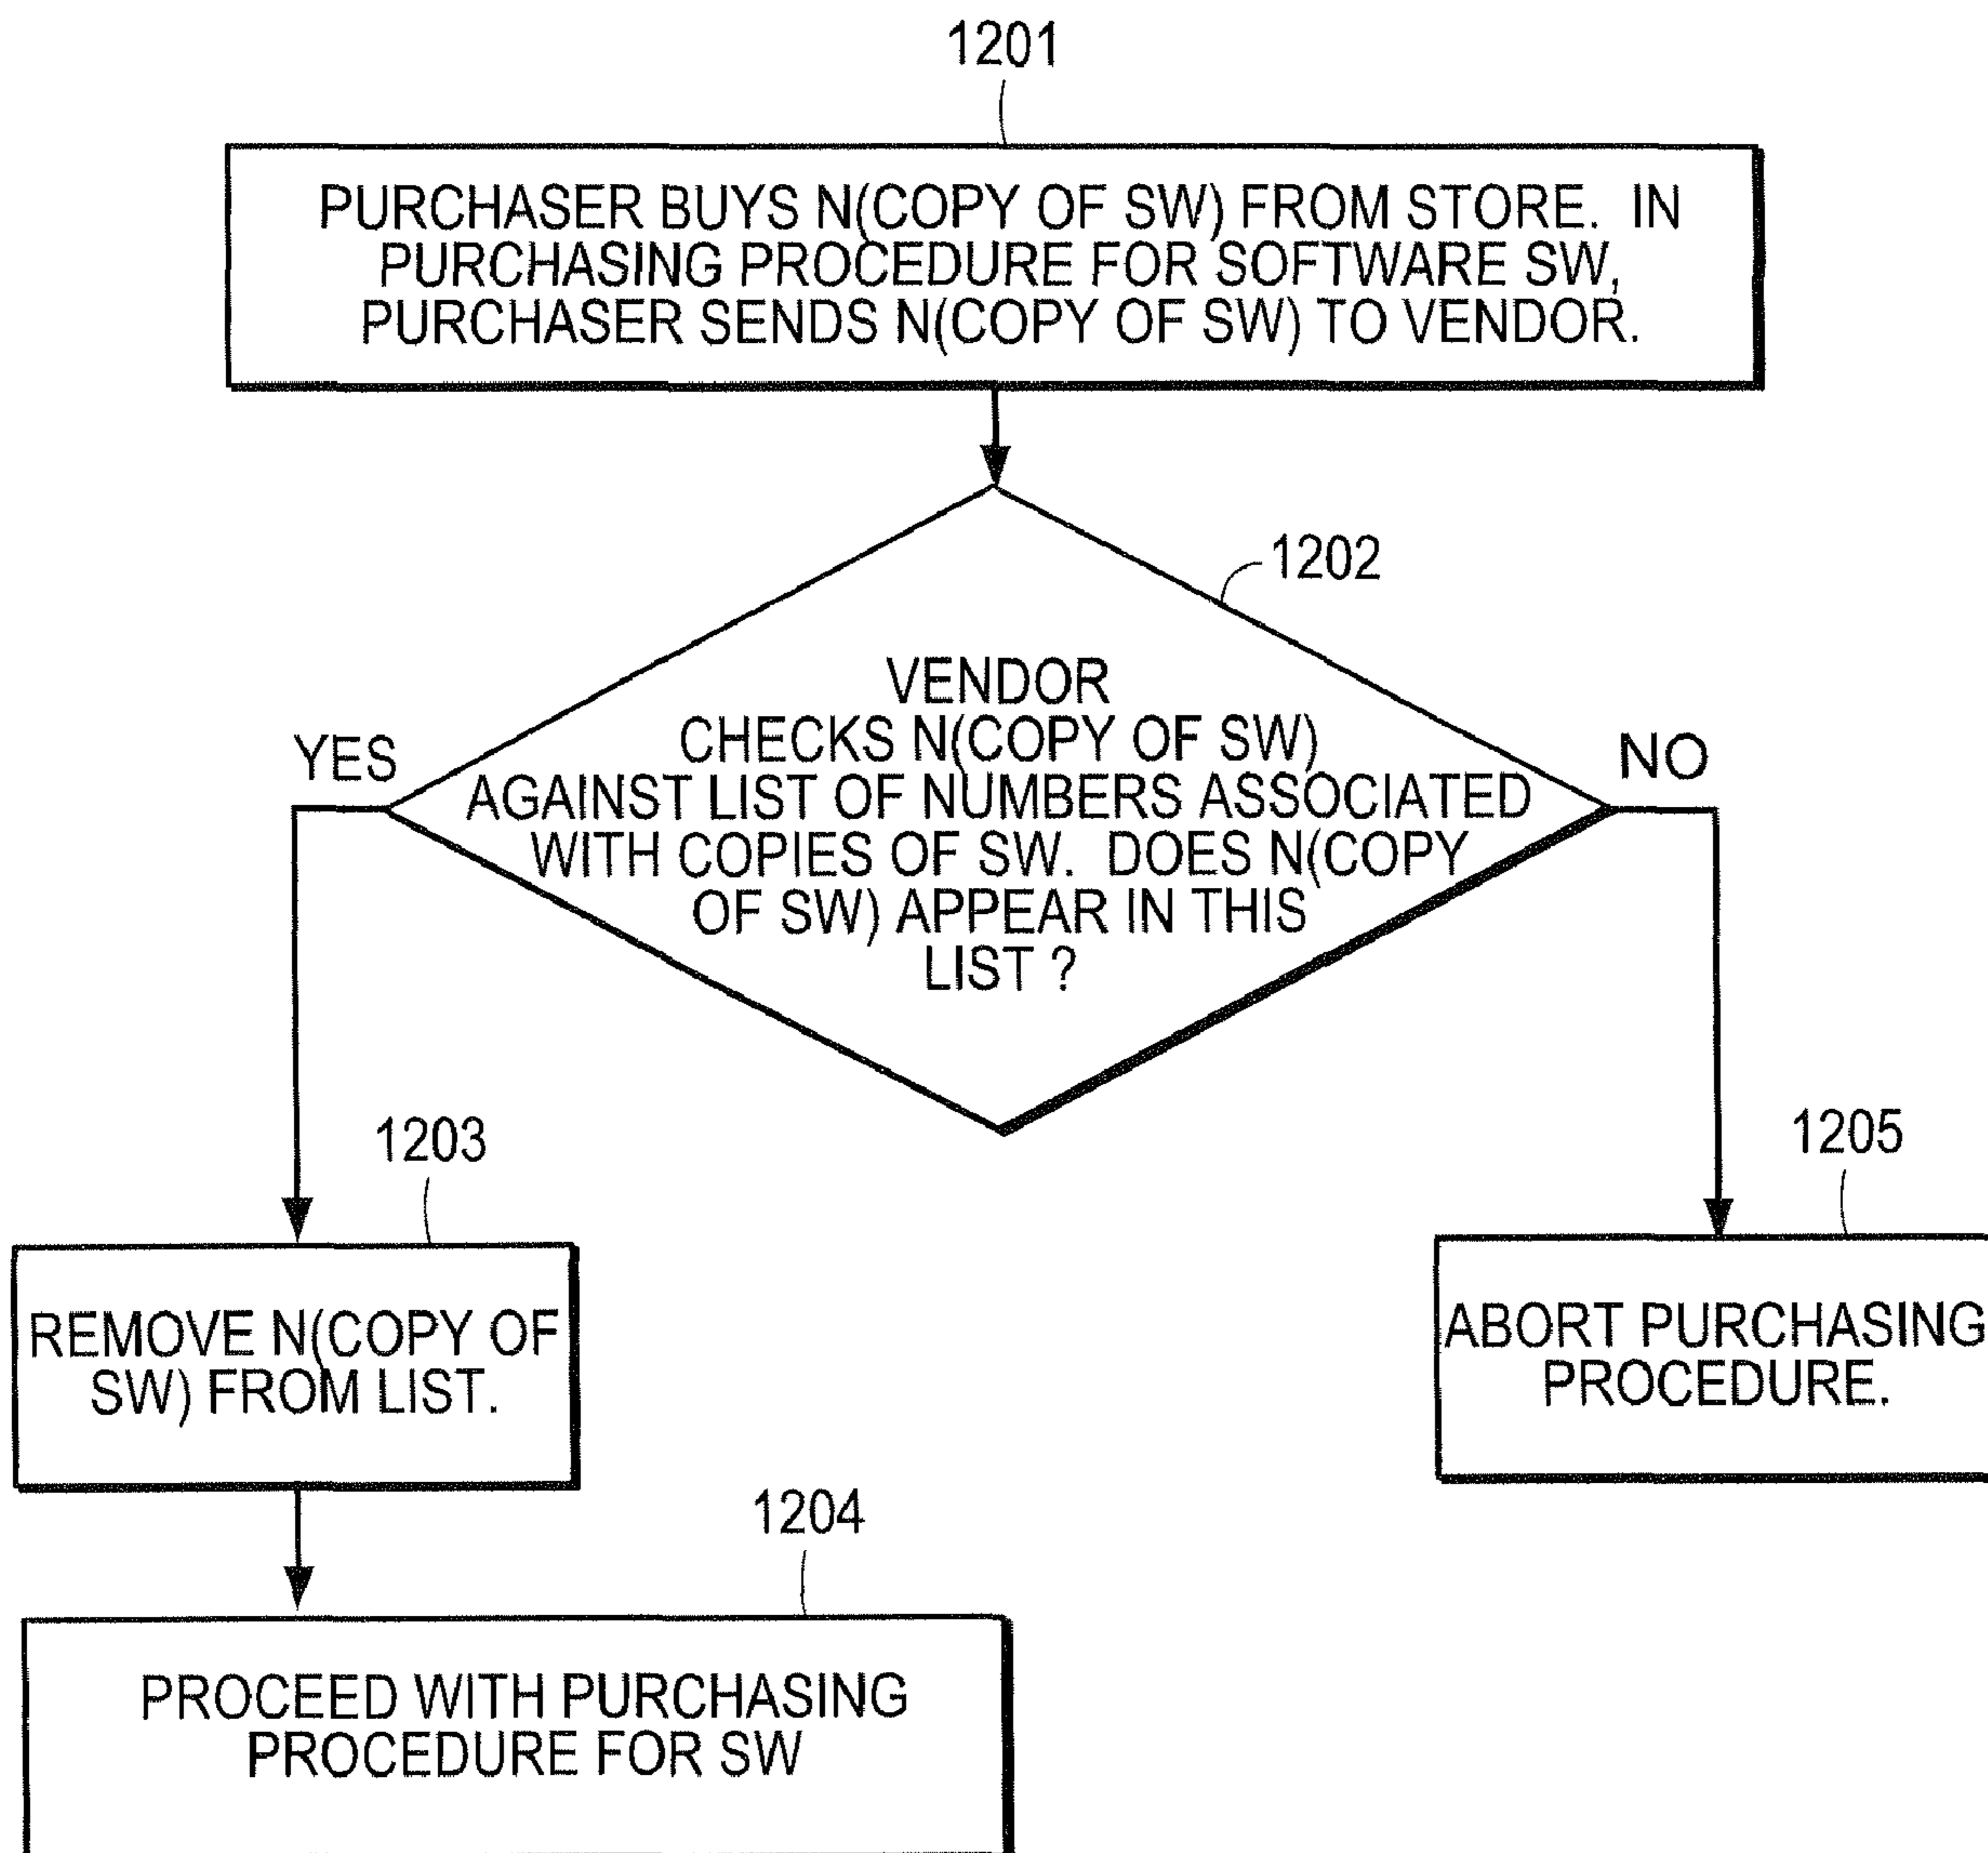 1201
PURCHASER BUYS N(COPY OF SW) FROM STORE. IN
PURCHASING PROCEDURE FOR SOFTWARE SW,
PURCHASER SENDS N(COPY OF SW) TO VENDOR.
1202
VENDOR
CHECKS N(COPY OF SW)
AGAINST LIST OF NUMBERS ASSOCIATED
WITH COPIES OF SW. DOES N(COPY
OF SW) APPEAR IN THIS
LIST ?
YES
NO
1203
REMOVE N(COPY OF
SW) FROM LIST.
1205
ABORT PURCHASING
PROCEDURE.
1204
PROCEED WITH PURCHASING
PROCEDURE FOR SW